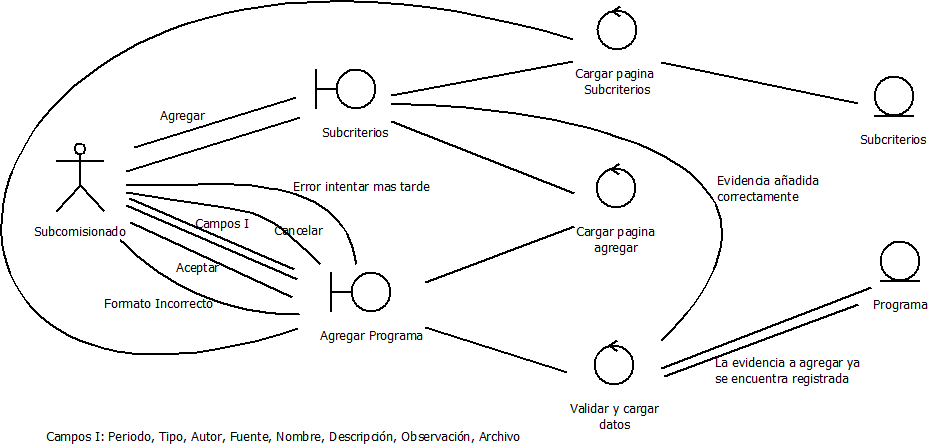 Cargar pagina
Subcriterios
Agregar
Subcriterios
Subcriterios
Error intentar mas tarde
Evidencia añadida
correctamente
Subcomisionado
Campos I
Cancelar
Cargar pagina
agregar
Aceptar
Formato Incorrecto
Agregar Programa
Programa
La evidencia a agregar ya
se encuentra registrada
Validar y cargar
datos
Campos I: Periodo, Tipo, Autor, Fuente, Nombre, Descripción, Observación, Archivo